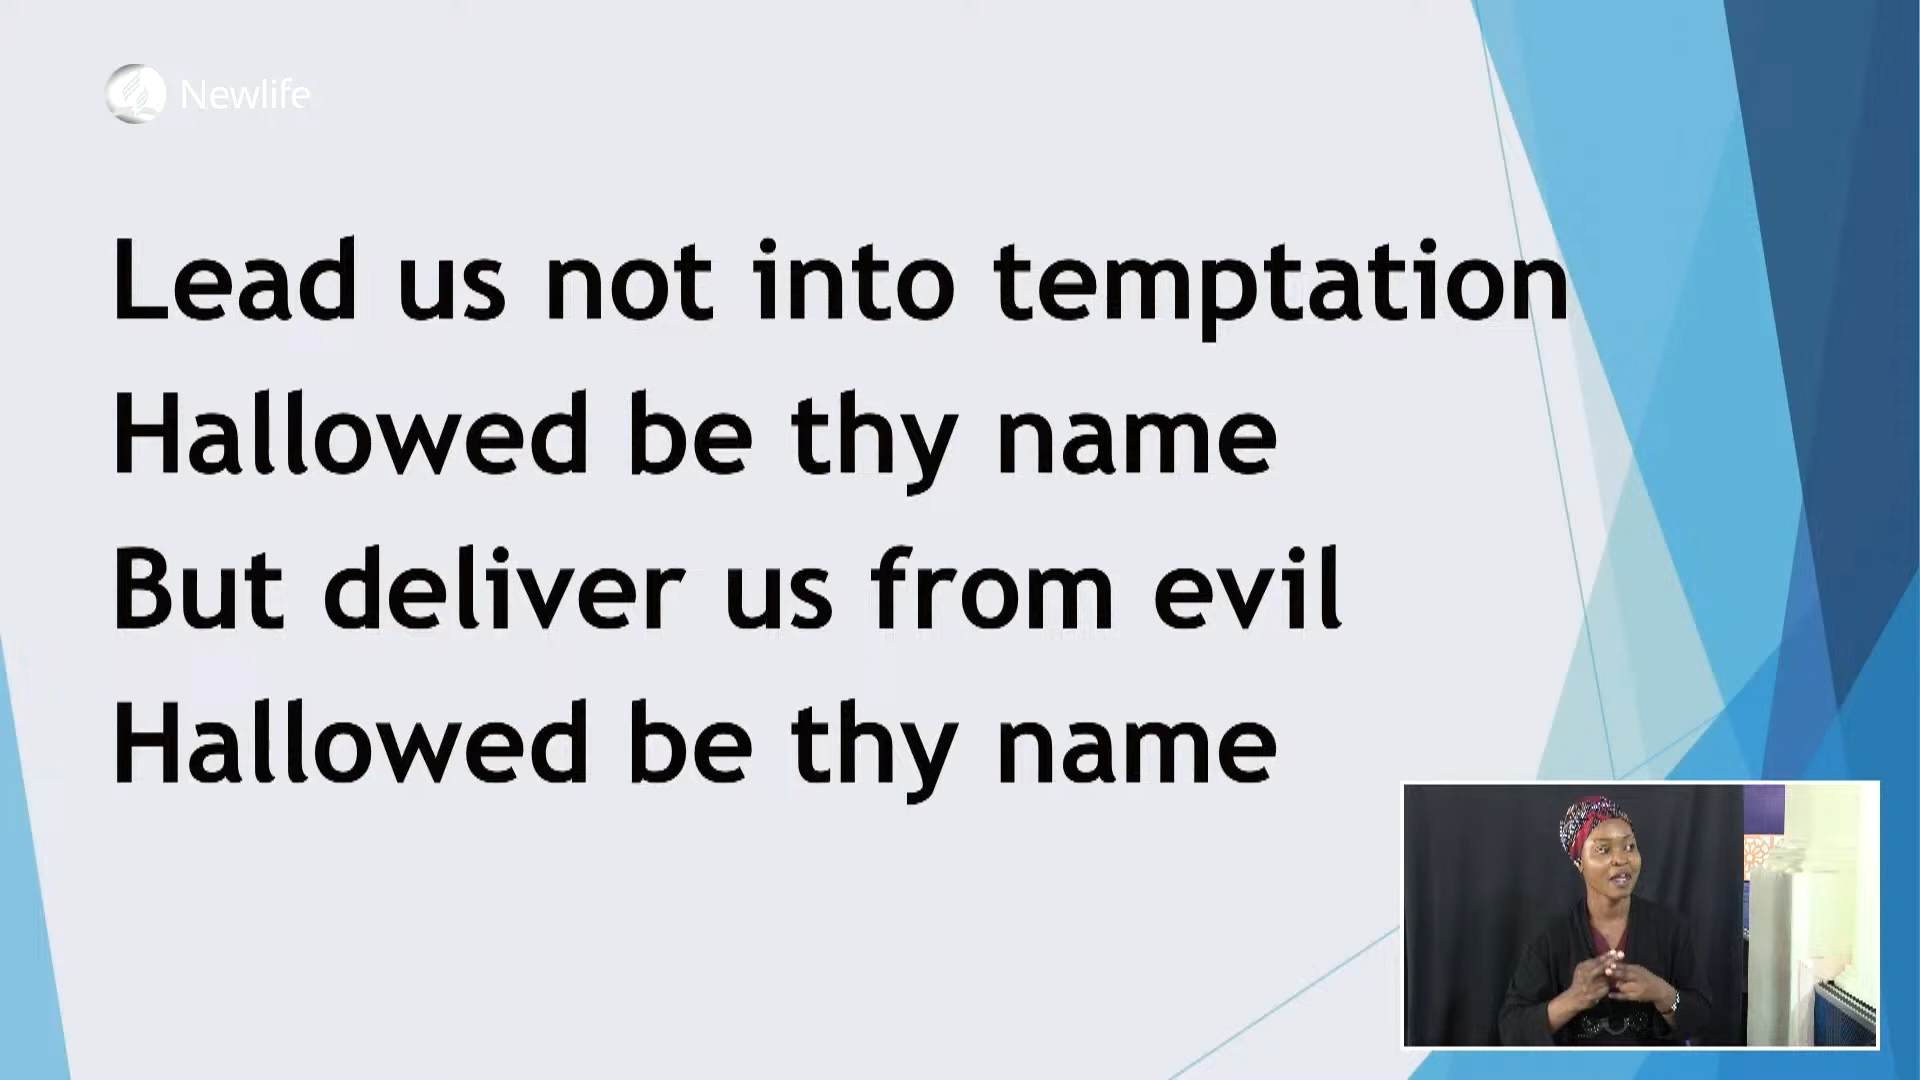 Newlife
Lead us not into temptation
Hallowed be thy name
But deliver us from evil
Hallowed be thy name